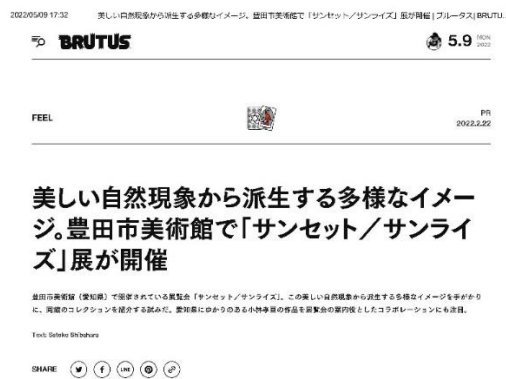 2022/05/09 17:32 美しい自然現象から派生する多様なイメージ。豊田市美術館で「サンセット/サンライズ」展が開催 | ブルータス| BRUTU...
BRUTUS
5.9 MON 2022
FEEL
PR
2022.2.22
美しい自然現象から派生する多様なイメー
ジ。豊田市美術館で「サンセット/サンライ
ズ」展が開催
豊田市美術館（愛知県）で開催されている展覧会「サンセット/サンライズ」。この美しい自然現象から派生する多様なイメージを手がかり
に、同館のコレクションを紹介する試みだ。愛知県にゆかりのある小林孝亘の作品を展覧会の案内役としたコラボレーションにも注目。
Text: Satoko Shibahara
SHARE
LINE